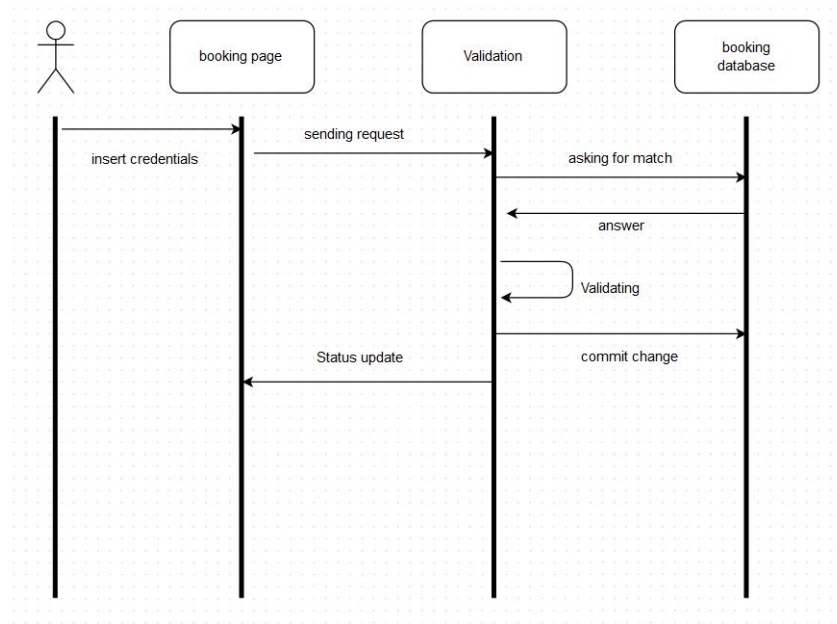 booking page
Validation
booking
database
sending request
insert credentials
asking for match
answer
Validating
Status update
commit change